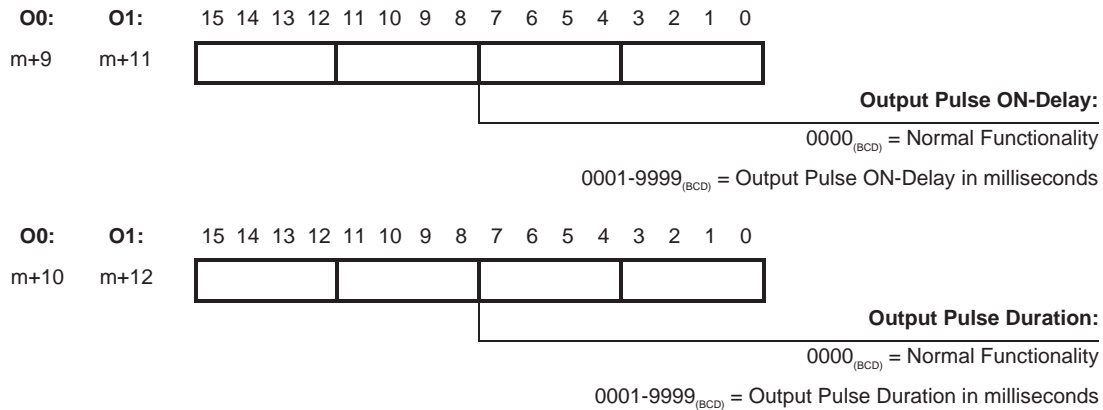 O0: O1: 15 14 13 12 11 10 9 8 7 6 5 4 3 2 1 0
m+9 m+11
Output Pulse ON-Delay:
0000(BCD) = Normal Functionality
0001-9999(BCD) = Output Pulse ON-Delay in milliseconds
O0: O1: 15 14 13 12 11 10 9 8 7 6 5 4 3 2 1 0
m+10 m+12
Output Pulse Duration:
0000(BCD) = Normal Functionality
0001-9999(BCD) = Output Pulse Duration in milliseconds